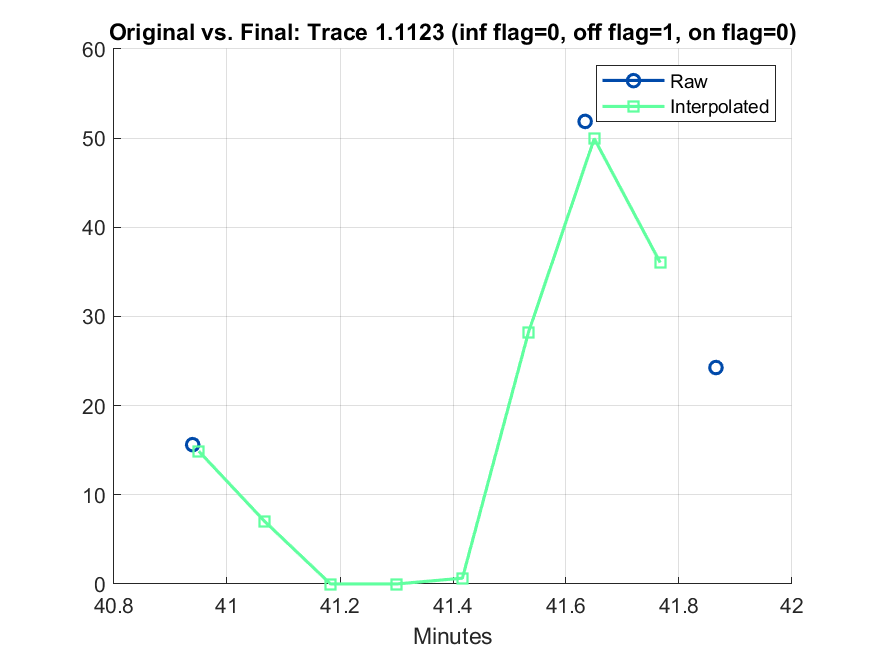 Original vs. Final: Trace 1.1123 (inf flag=0, off flag=1, on flag=0)
60
50
40
30
20
10
0
Raw
Interpolated
40.8 41 41.2 41.4 41.6 41.8 42
Minutes